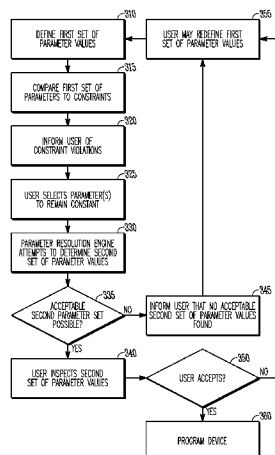 310
DEFINE FIRST SET OF
PARAMETER VALUES
355
USER MAY REDEFINE FIRST
SET OF PARAMETER VALUES
315
COMPARE FIRST SET OF
PARAMETERS TO CONSTRAINTS
320
INFORM USER OF
CONSTRAINT VIOLATIONS
325
USER SELECTS PARAMETER(S)
TO REMAIN CONSTANT
330
PARAMETER RESOLUTION ENGINE
ATTEMPTS TO DETERMINE SECOND
SET OF PARAMETER VALUES
335
ACCEPTABLE
SECOND PARAMETER SET
POSSIBLE?
NO
YES
345
INFORM USER THAT NO ACCEPTABLE
SECOND SET OF PARAMETER VALUES
FOUND
340
USER INSPECTS SECOND
SET OF PARAMETER VALUES
350
USER ACCEPTS?
NO
YES
360
PROGRAM DEVICE